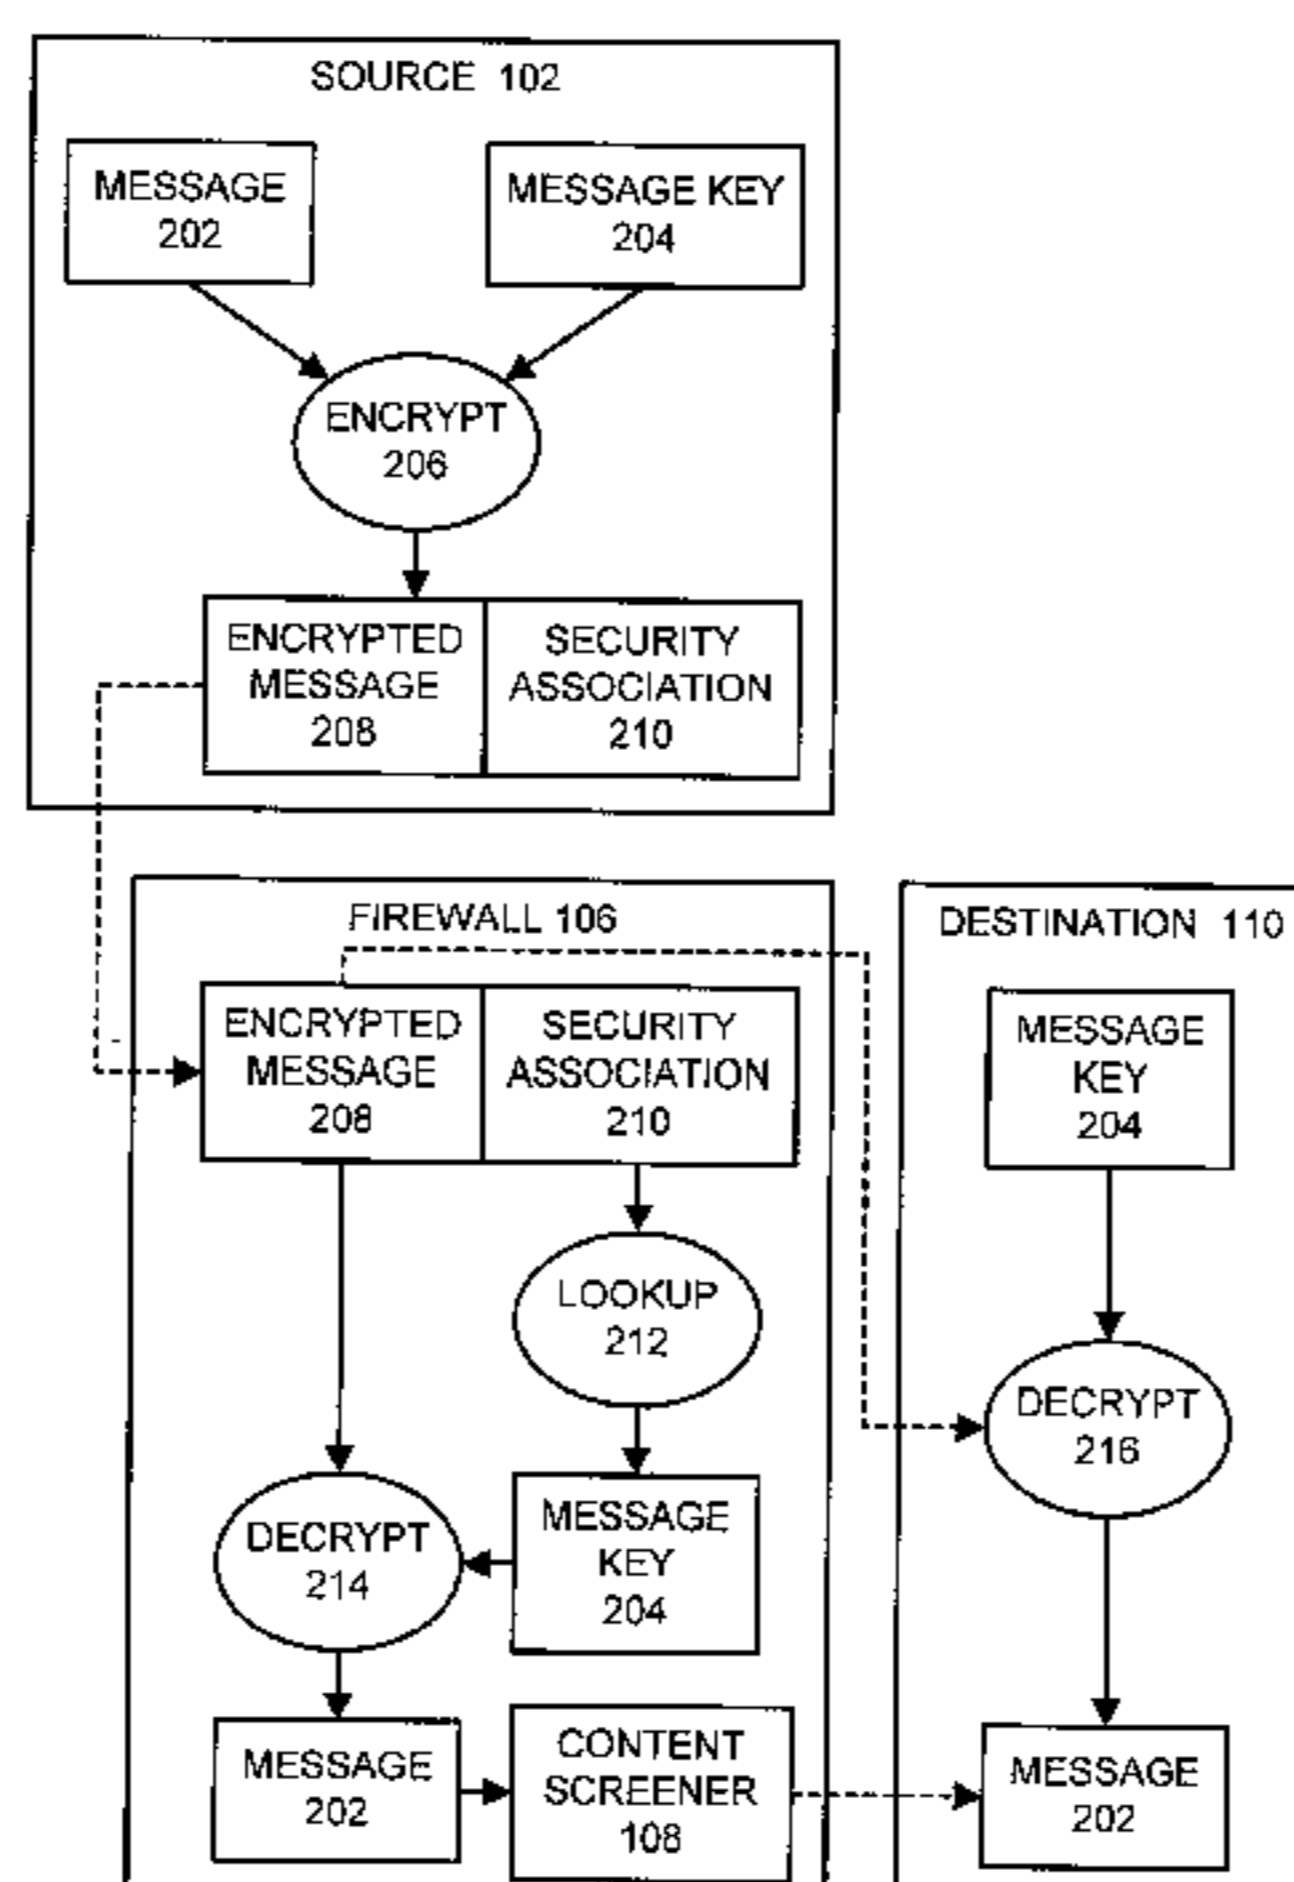 SOURCE 102
MESSAGE
202
MESSAGE KEY
204
ENCRYPT
206
ENCRYPTED
MESSAGE
208
SECURITY
ASSOCIATION
210
FIREWALL 106
ENCRYPTED
MESSAGE
208
SECURITY
ASSOCIATION
210
LOOKUP
212
DECRYPT
214
MESSAGE
KEY
204
MESSAGE
202
CONTENT
SCREENER
108
DESTINATION 110
MESSAGE
KEY
204
DECRYPT
216
MESSAGE
202